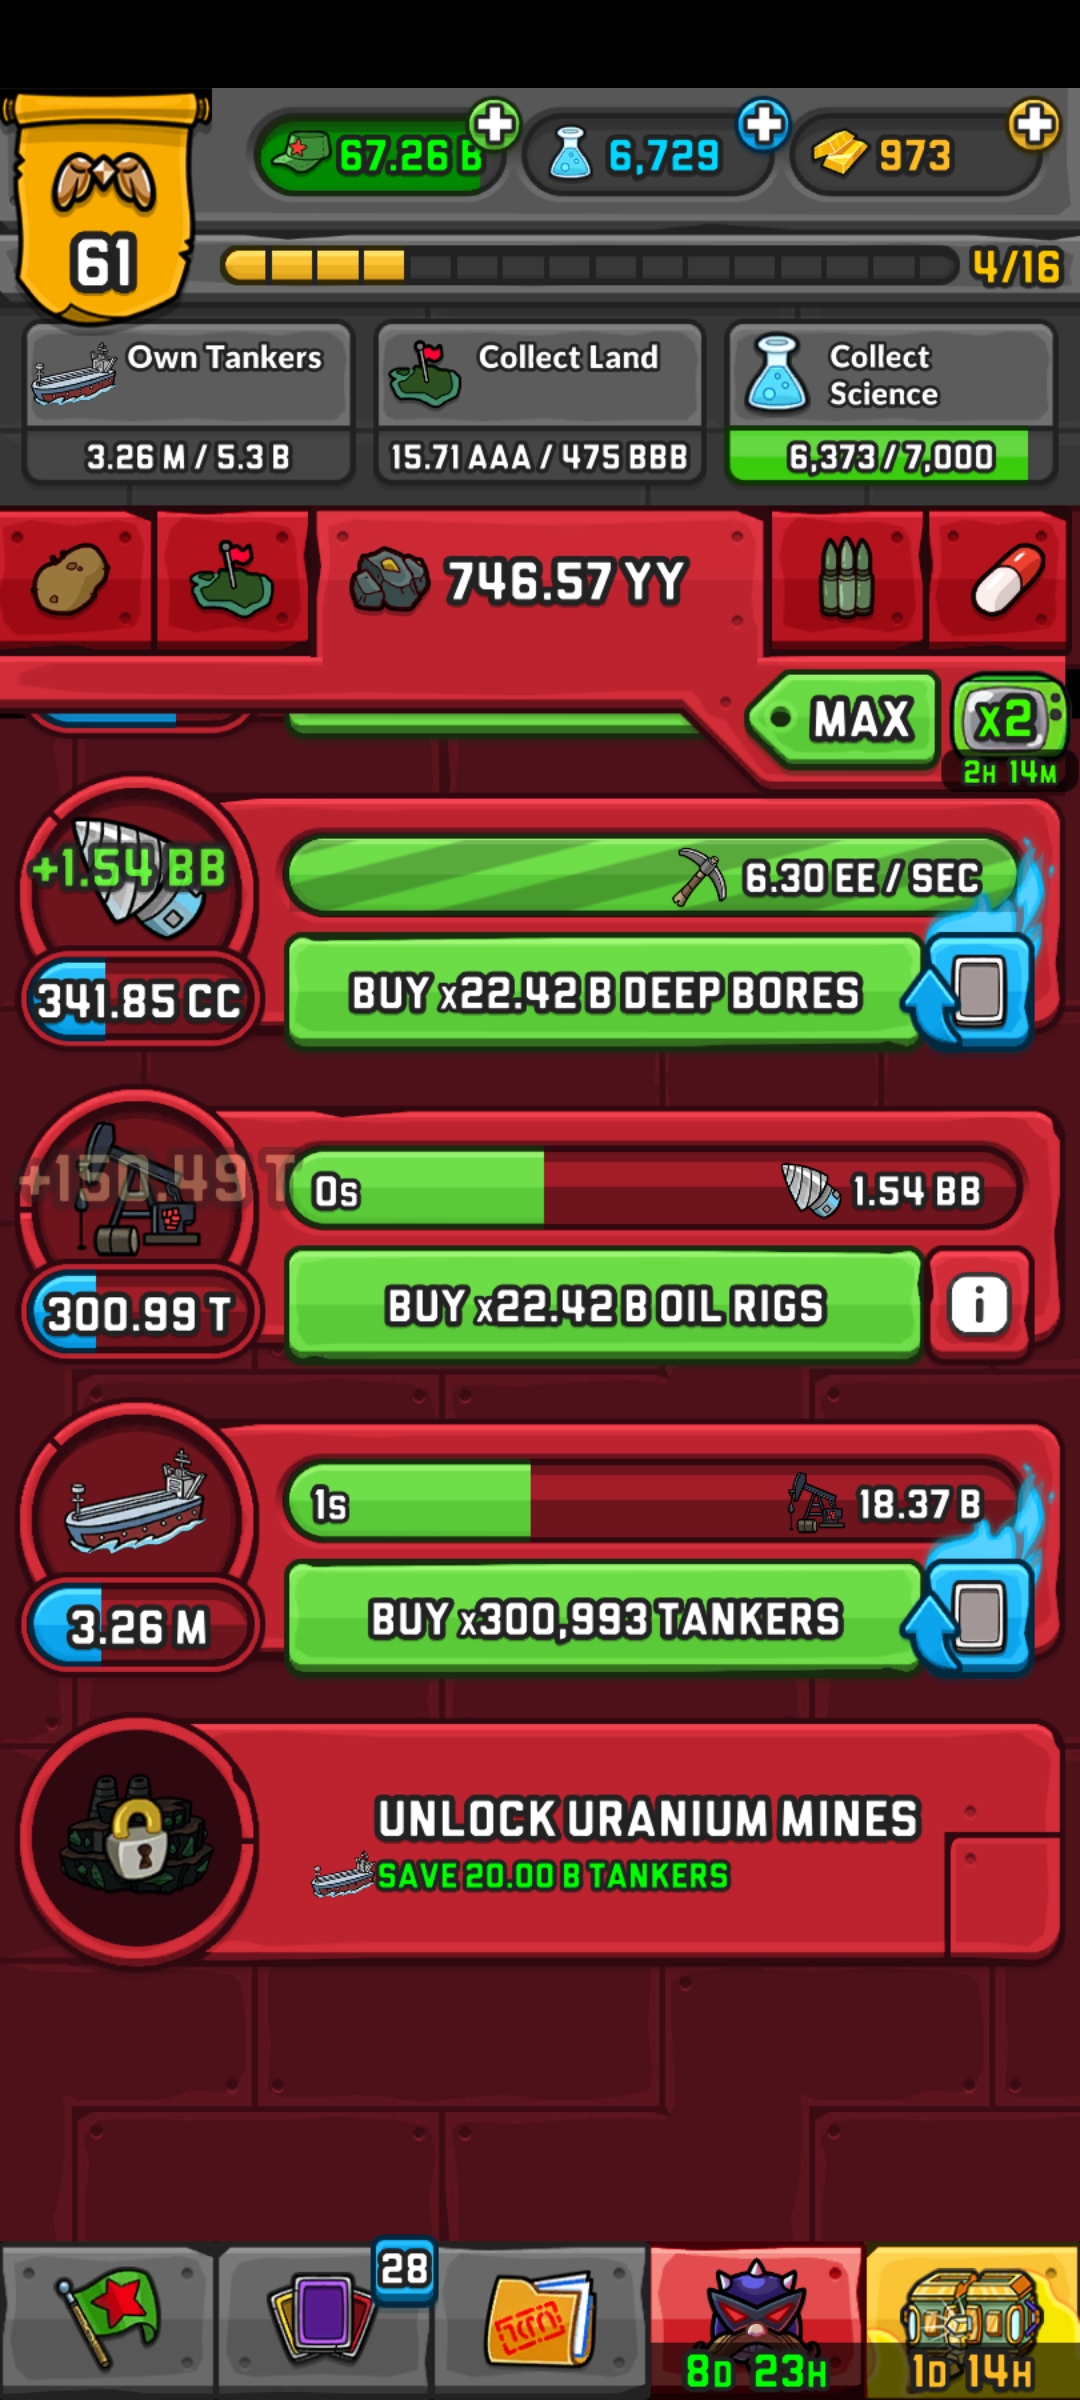 67.26 B
6,729
973
61
4/16
Own Tankers
Collect Land
Collect
Science
3.26 M / 5.3 B
15.71 AAA / 475 BBB
6,373 / 7,000
746.57 YY
MAX
x2
2H 14M
+1.54 BB
6.30 EE / SEC
341.85 CC
BUY x22.42 B DEEP BORES
+150.49 T
0s
1.54 BB
300.99 T
BUY x22.42 B OIL RIGS
i
1s
18.37 B
3.26 M
BUY x300,993 TANKERS
UNLOCK URANIUM MINES
SAVE 20.00 B TANKERS
28
8D 23H
1D 14H